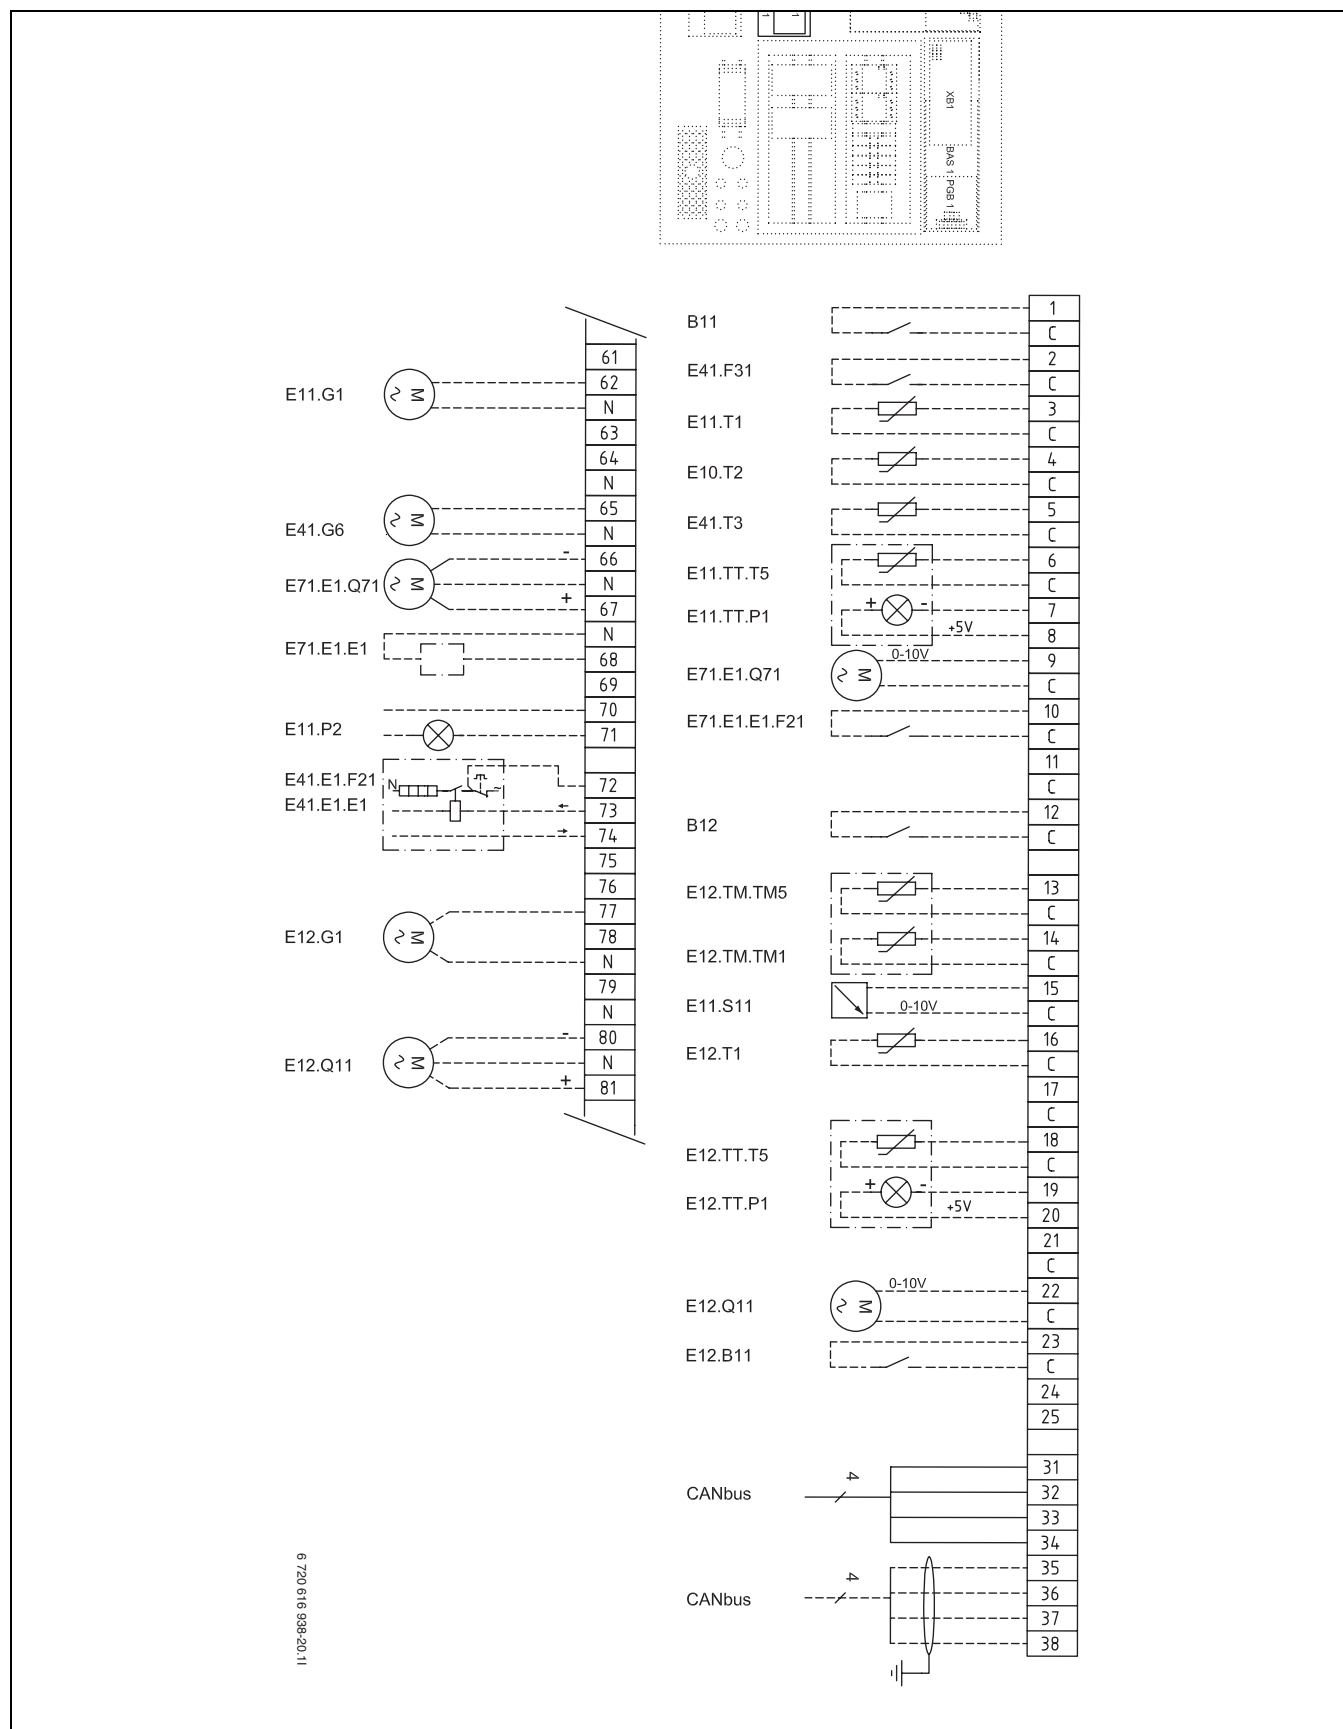 1
1
XB1
BAS 1
PGB 1
B11
E41.F31
E11.T1
E10.T2
E41.T3
E11.TT.T5
E11.TT.P1
+ -
+5V
E71.E1.Q71
M
~
0-10V
E71.E1.E1.F21
B12
E12.TM.TM5
E12.TM.TM1
E11.S11
0-10V
E12.T1
E12.TT.T5
E12.TT.P1
+ -
+5V
E12.Q11
M
~
0-10V
E12.B11
CANbus
4
CANbus
4
1
C
2
C
3
C
4
C
5
C
6
C
7
8
9
C
10
C
11
C
12
C
13
C
14
C
15
C
16
C
17
C
18
C
19
20
21
C
22
C
23
C
24
25
31
32
33
34
35
36
37
38
E11.G1
M
~
E41.G6
M
~
E71.E1.Q71
M
~
-
+
E71.E1.E1
E11.P2
E41.E1.F21
N
~
E41.E1.E1
E12.G1
M
~
E12.Q11
M
~
-
+
61
62
N
63
64
N
65
N
66
N
67
N
68
69
70
71
72
73
74
75
76
77
78
N
79
N
80
N
81
6 720 616 938-20.1I